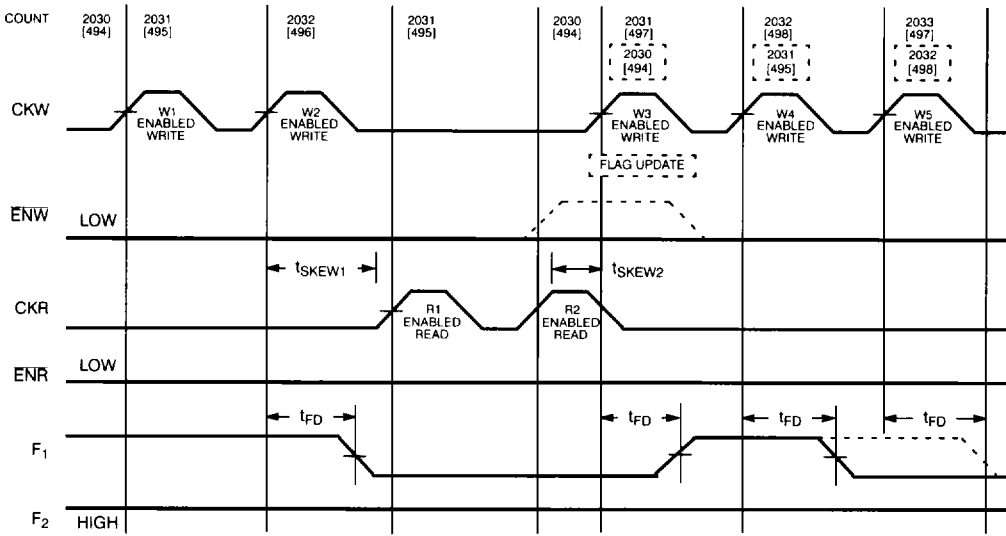 COUNT
2030
[494]
2031
[495]
2032
[496]
2031
[495]
2030
[494]
2031
[497]
2030
[494]
2032
[498]
2031
[495]
2033
[497]
2032
[498]
CKW
W1
ENABLED
WRITE
W2
ENABLED
WRITE
W3
ENABLED
WRITE
W4
ENABLED
WRITE
W5
ENABLED
WRITE
FLAG UPDATE
ENW
LOW
tSKEW1
tSKEW2
CKR
R1
ENABLED
READ
R2
ENABLED
READ
ENR
LOW
tFD
tFD
tFD
tFD
F1
F2
HIGH